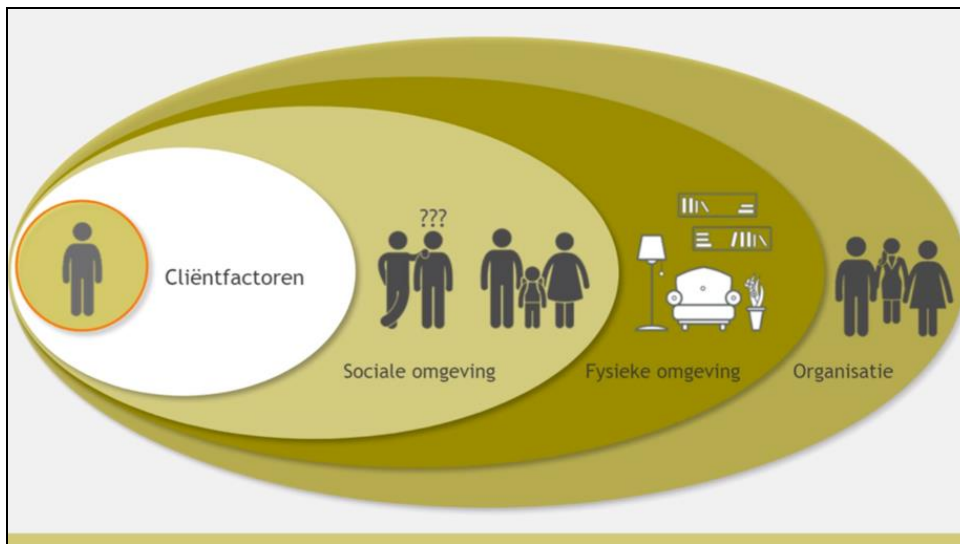 ???
Cliëntfactoren
Sociale omgeving
Fysieke omgeving
Organisatie